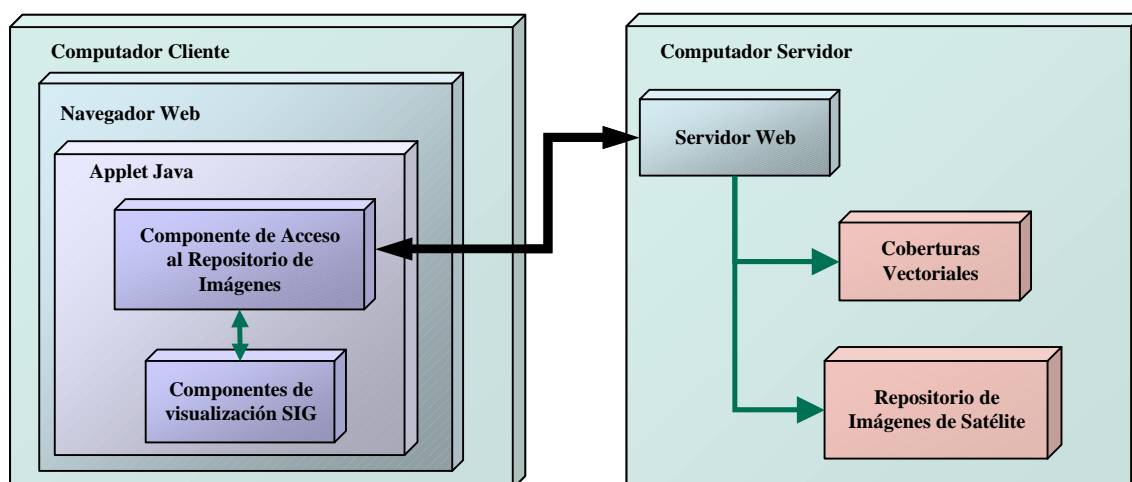 Computador Cliente
Navegador Web
Applet Java
Componente de Acceso
al Repositorio de
Imágenes
Componentes de
visualización SIG
Computador Servidor
Servidor Web
Coberturas
Vectoriales
Repositorio de
Imágenes de Satélite